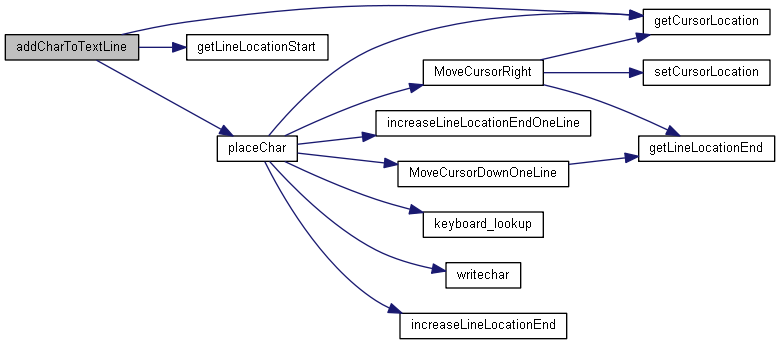 addCharToTextLine
getLineLocationStart
placeChar
getCursorLocation
MoveCursorRight
setCursorLocation
increaseLineLocationEndOneLine
getLineLocationEnd
MoveCursorDownOneLine
keyboard_lookup
writechar
increaseLineLocationEnd